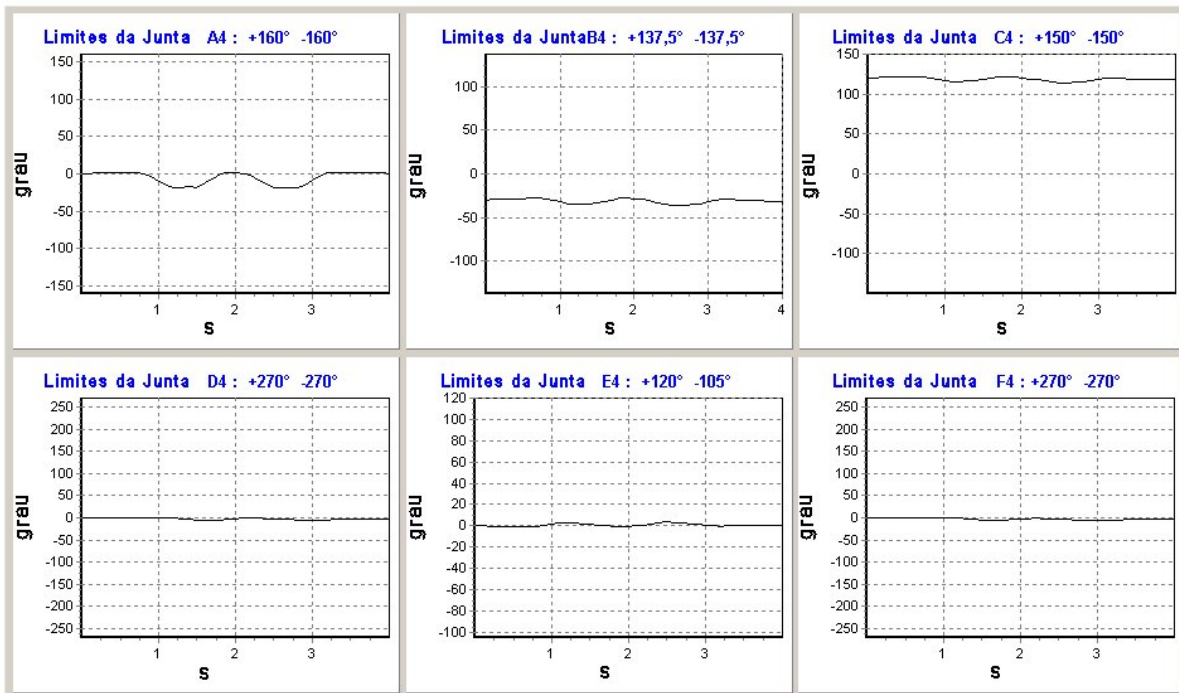 Limites da Junta A4 : +160° -160°
150
100
50
0
-50
-100
-150
grau
1 2 3
s
Limites da JuntaB4 : +137,5° -137,5°
100
50
0
-50
-100
grau
1 2 3 4
s
Limites da Junta C4 : +150° -150°
150
100
50
0
-50
-100
grau
1 2 3
s
Limites da Junta D4 : +270° -270°
250
200
150
100
50
0
-50
-100
-150
-200
-250
grau
1 2 3
s
Limites da Junta E4 : +120° -105°
120
100
80
60
40
20
0
-20
-40
-60
-80
-100
grau
1 2 3
s
Limites da Junta F4 : +270° -270°
250
200
150
100
50
0
-50
-100
-150
-200
-250
grau
1 2 3
s